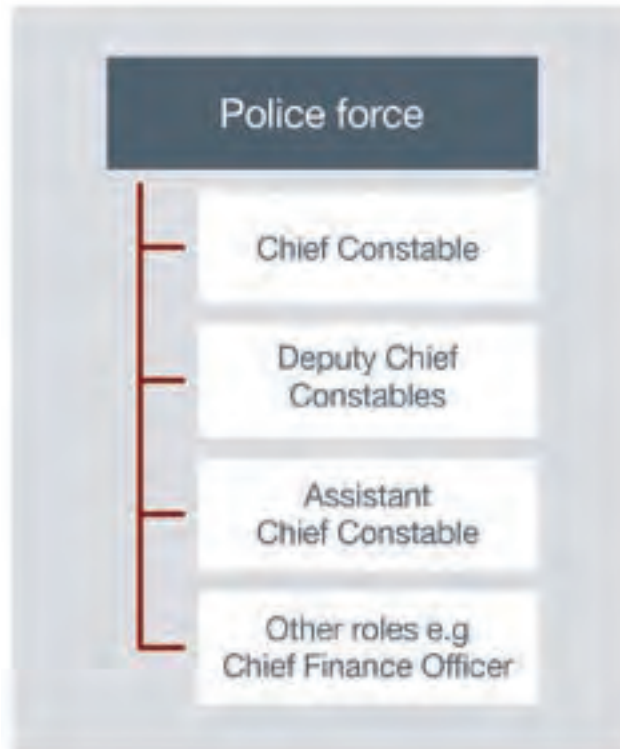 Police force
Chief Constable
Deputy Chief
Constables
Assistant
Chief Constable
Other roles e.g
Chief Finance Officer